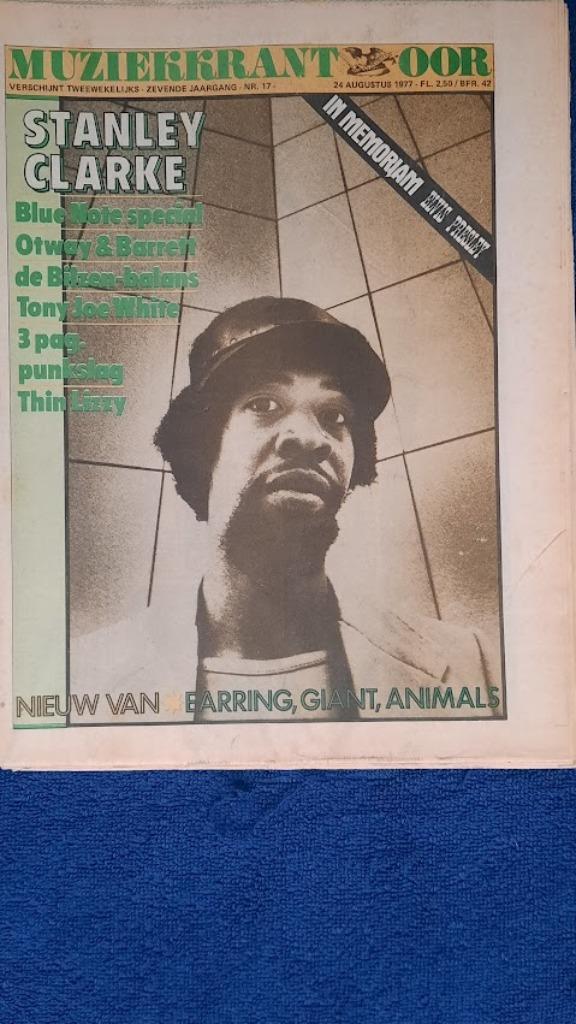 MUZIEKKRANT OOR
VERSCHIJNT TWEEWEKELIJKS - ZEVENDE JAARGANG - NR. 17 - 24 AUGUSTUS 1977 - FL. 2,50 / BFR. 42
IN MEMORIAM ELVIS PRESLEY
STANLEY
CLARKE
Blue Note special
Otway & Barrett
de Bilzen-balans
Tony Joe White
3 pag.
punkslag
Thin Lizzy
NIEUW VAN EARRING, GIANT, ANIMALS